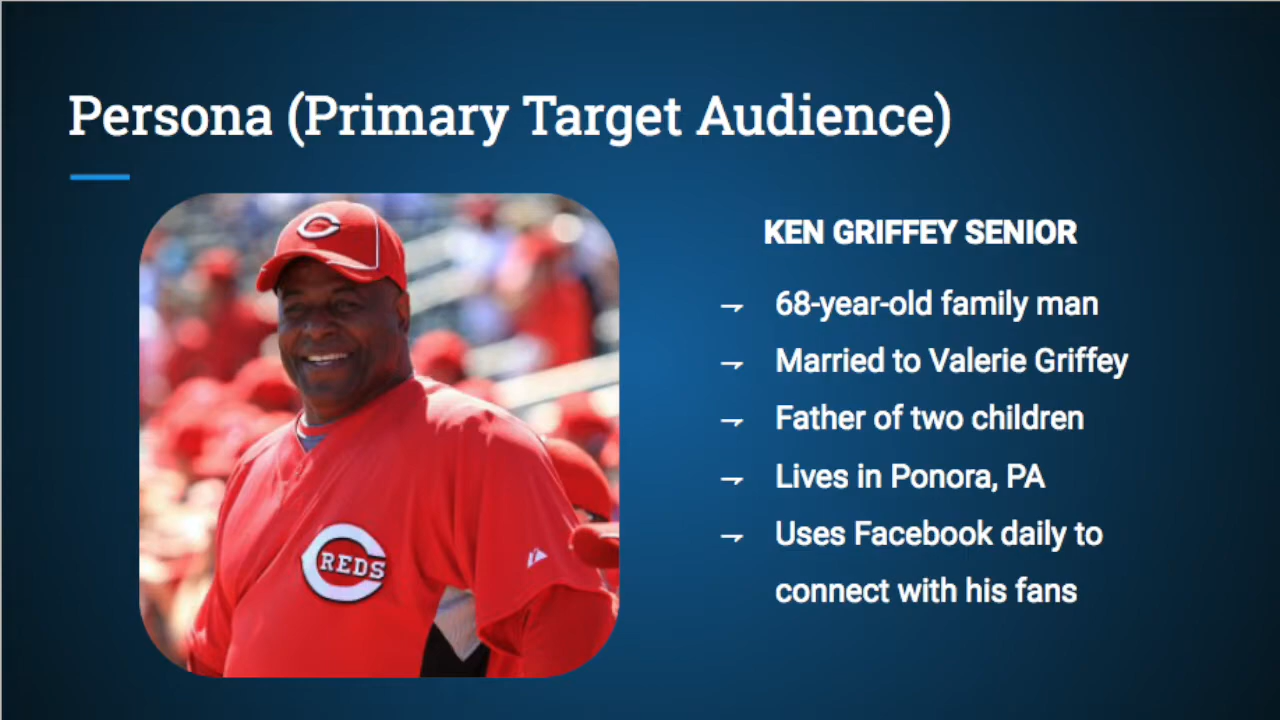 Persona (Primary Target Audience)
KEN GRIFFEY SENIOR
68-year-old family man
Married to Valerie Griffey
Father of two children
Lives in Ponora, PA
Uses Facebook daily to
connect with his fans
C
REDS